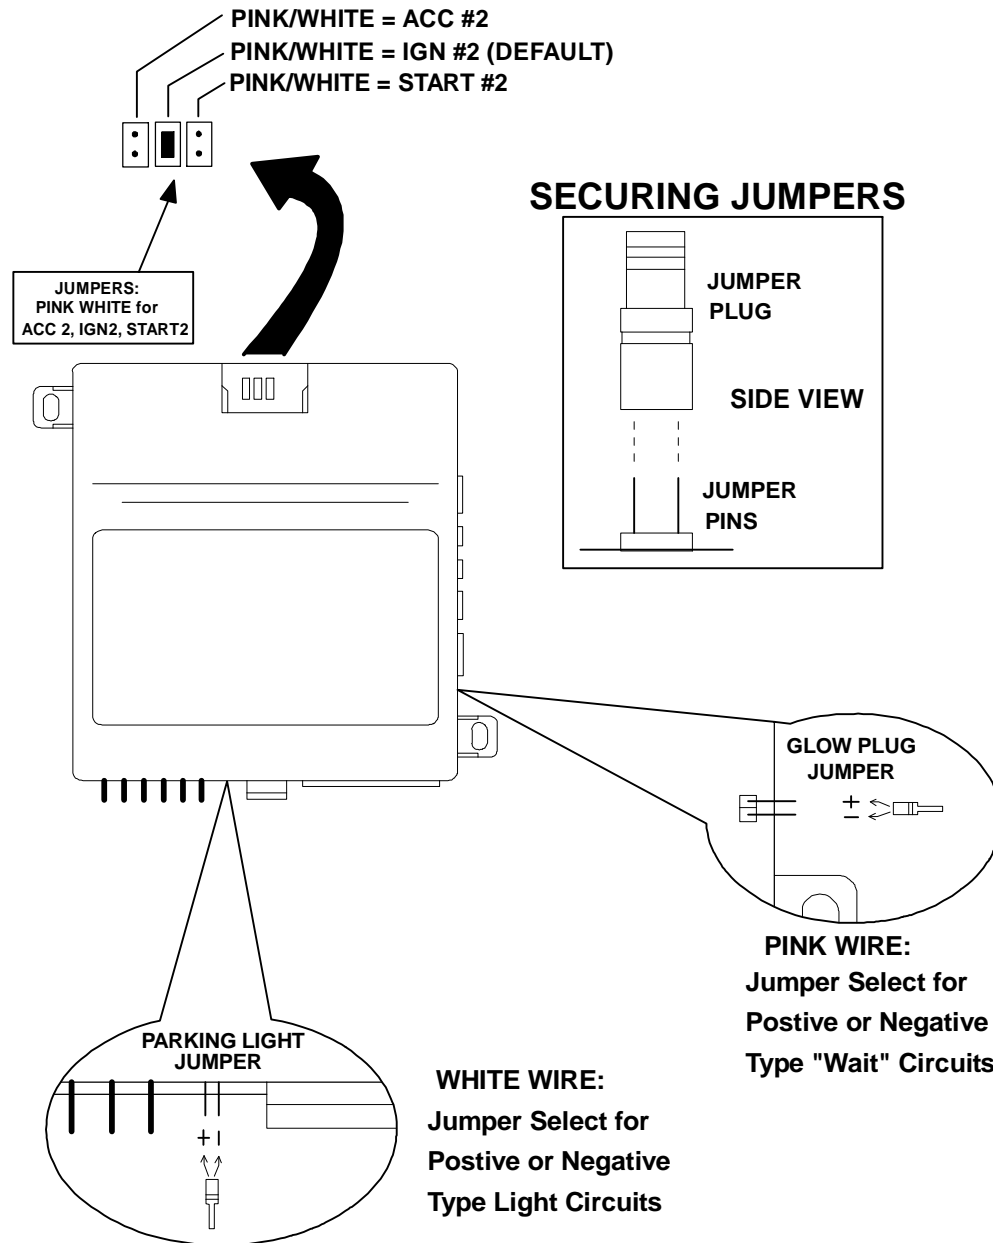 PINK/WHITE = ACC #2
PINK/WHITE = IGN #2 (DEFAULT)
PINK/WHITE = START #2
JUMPERS:
PINK WHITE for
ACC 2, IGN2, START2
SECURING JUMPERS
JUMPER
PLUG
SIDE VIEW
JUMPER
PINS
GLOW PLUG
JUMPER
+
−
PINK WIRE:
Jumper Select for
Postive or Negative
Type "Wait" Circuits
PARKING LIGHT
JUMPER
+ −
WHITE WIRE:
Jumper Select for
Postive or Negative
Type Light Circuits